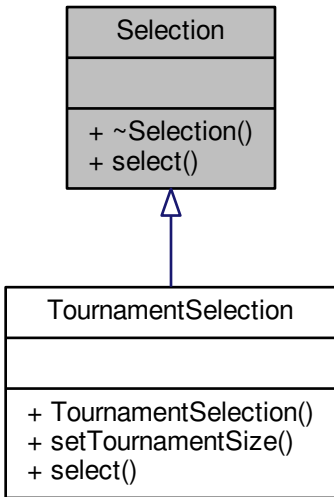 Selection
+ ~Selection()
+ select()
TournamentSelection
+ TournamentSelection()
+ setTournamentSize()
+ select()